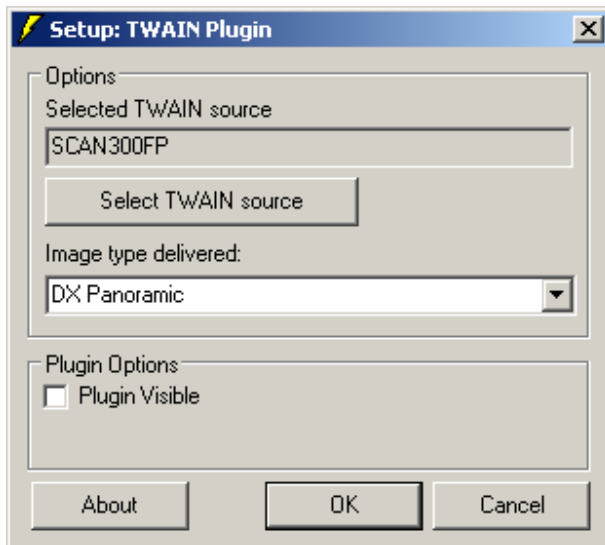 Setup: TWAIN Plugin
Options
Selected TWAIN source
SCAN300FP
Select TWAIN source
Image type delivered:
DX Panoramic
Plugin Options
Plugin Visible
About OK Cancel